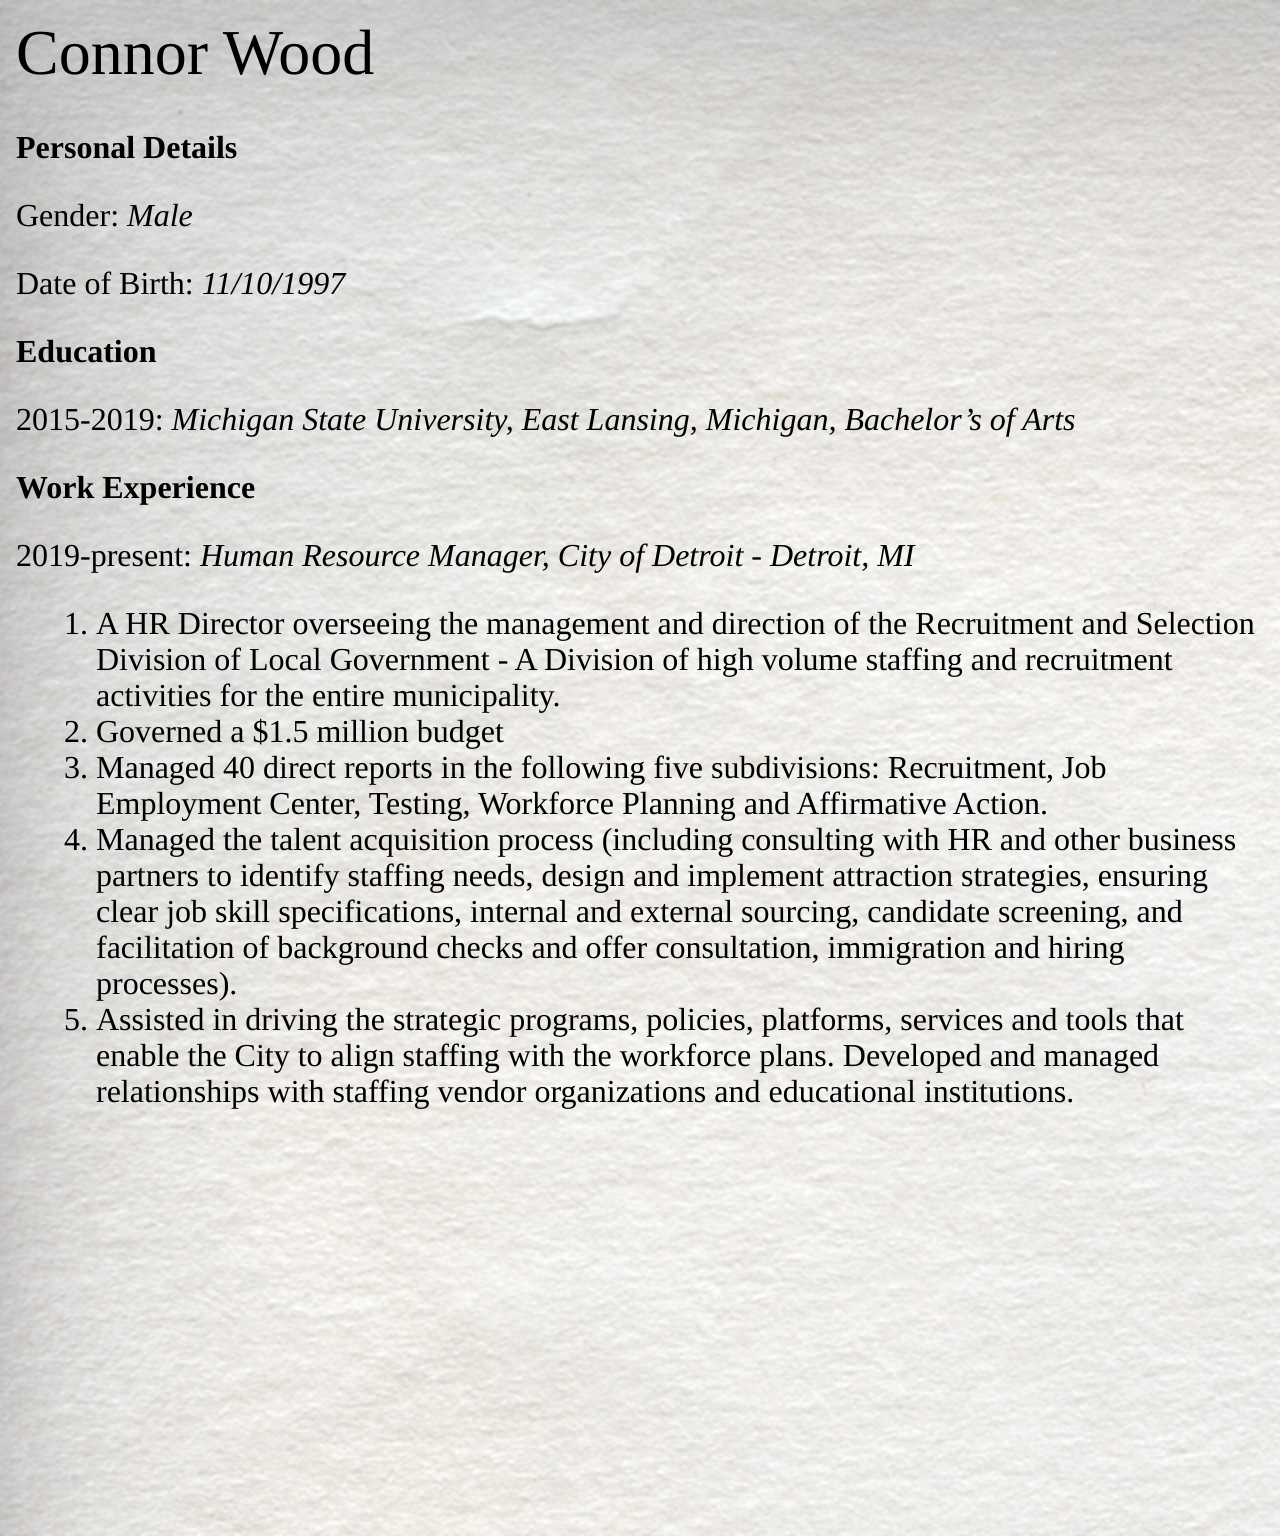 Connor Wood
Personal Details
Gender: Male
Date of Birth: 11/10/1997
Education
2015-2019: Michigan State University, East Lansing, Michigan, Bachelor’s of Arts
Work Experience
2019-present: Human Resource Manager, City of Detroit - Detroit, MI
1. A HR Director overseeing the management and direction of the Recruitment and Selection
Division of Local Government - A Division of high volume staffing and recruitment
activities for the entire municipality.
2. Governed a $1.5 million budget
3. Managed 40 direct reports in the following five subdivisions: Recruitment, Job
Employment Center, Testing, Workforce Planning and Affirmative Action.
4. Managed the talent acquisition process (including consulting with HR and other business
partners to identify staffing needs, design and implement attraction strategies, ensuring
clear job skill specifications, internal and external sourcing, candidate screening, and
facilitation of background checks and offer consultation, immigration and hiring
processes).
5. Assisted in driving the strategic programs, policies, platforms, services and tools that
enable the City to align staffing with the workforce plans. Developed and managed
relationships with staffing vendor organizations and educational institutions.